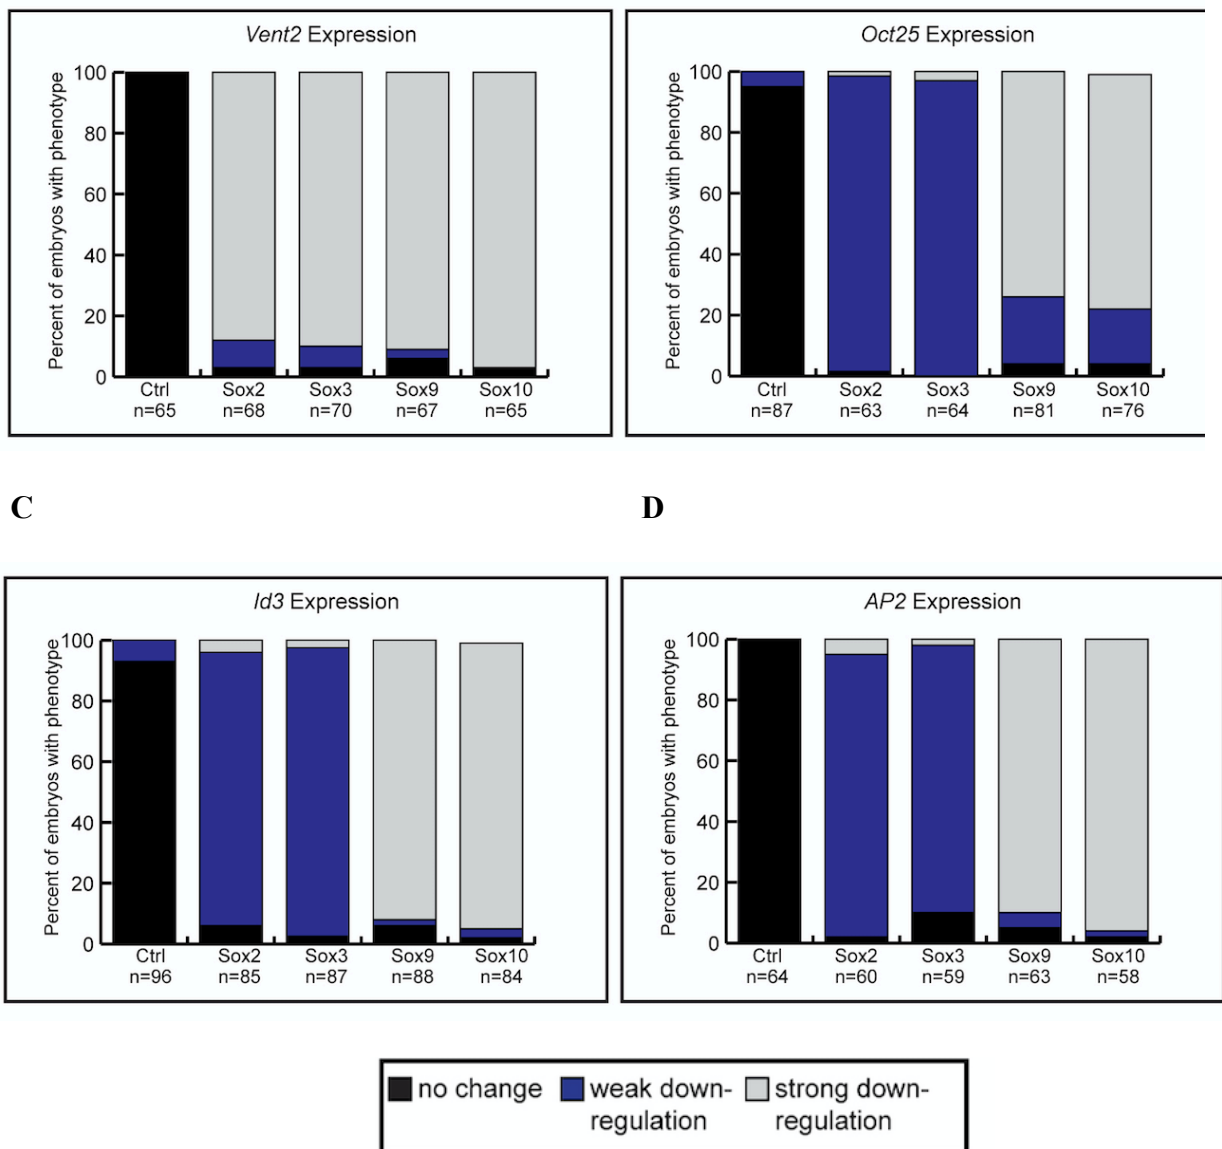 Vent2 Expression
Percent of embryos with phenotype
100
80
60
40
20
0
Ctrl Sox2 Sox3 Sox9 Sox10
n=65 n=68 n=70 n=67 n=65
Oct25 Expression
Percent of embryos with phenotype
100
80
60
40
20
0
Ctrl Sox2 Sox3 Sox9 Sox10
n=87 n=63 n=64 n=81 n=76
C
D
Id3 Expression
Percent of embryos with phenotype
100
80
60
40
20
0
Ctrl Sox2 Sox3 Sox9 Sox10
n=96 n=85 n=87 n=88 n=84
AP2 Expression
Percent of embryos with phenotype
100
80
60
40
20
0
Ctrl Sox2 Sox3 Sox9 Sox10
n=64 n=60 n=59 n=63 n=58
no change
weak down-
regulation
strong down-
regulation